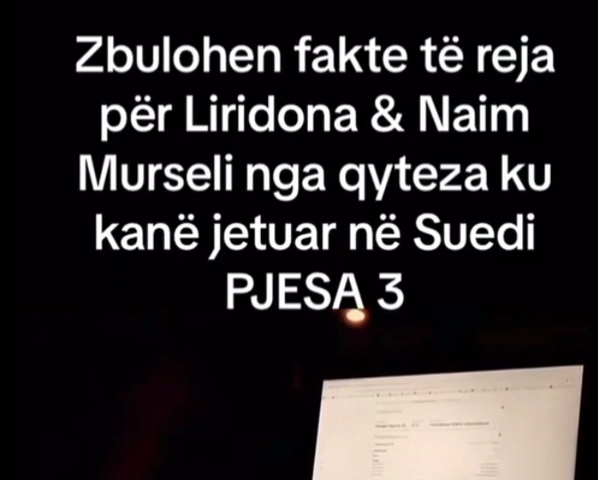 Zbulohen fakte të reja
për Liridona & Naim
Murseli nga qyteza ku
kanë jetuar në Suedi
PJESA 3